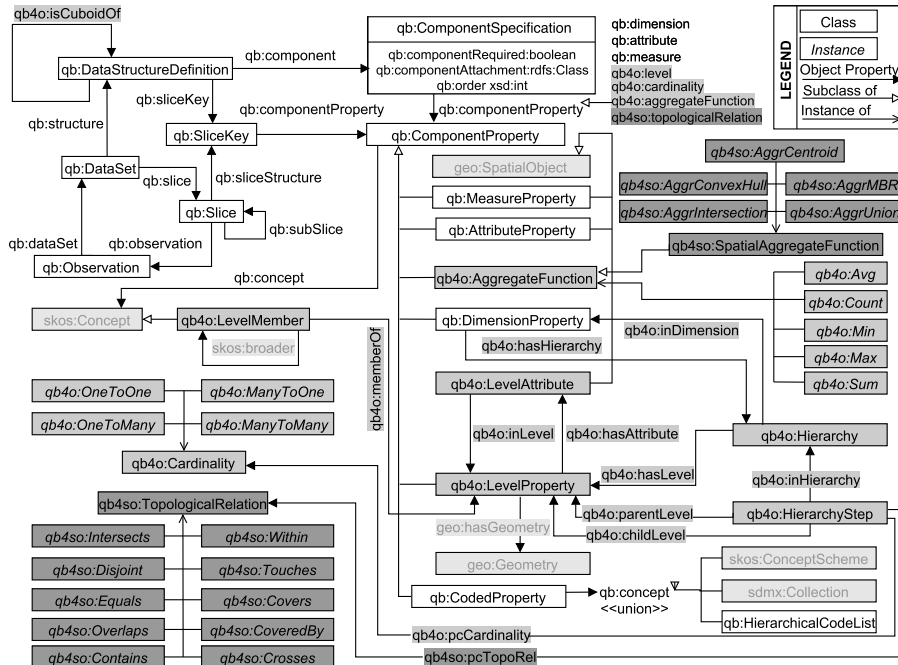 qb4o:isCuboidOf
qb:DataStructureDefinition
qb:component
qb:ComponentSpecification
qb:componentRequired:boolean
qb:componentAttachment:rdfs:Class
qb:order xsd:int
qb:dimension
qb:attribute
qb:measure
qb4o:level
qb4o:cardinality
qb4o:aggregateFunction
qb4so:topologicalRelation
LEGEND
Class
Instance
Object Property
Subclass of
Instance of
qb:sliceKey
qb:componentProperty
qb:componentProperty
qb:structure
qb:SliceKey
qb:ComponentProperty
qb:DataSet
qb:slice
qb:sliceStructure
qb:Slice
qb:subSlice
qb:dataSet
qb:observation
qb:Observation
qb:concept
geo:SpatialObject
qb:MeasureProperty
qb:AttributeProperty
qb4so:AggrCentroid
qb4so:AggrConvexHull
qb4so:AggrMBR
qb4so:AggrIntersection
qb4so:AggrUnion
qb4so:SpatialAggregateFunction
qb4o:AggregateFunction
qb4o:Avg
qb4o:Count
qb4o:Min
qb4o:Max
qb4o:Sum
skos:Concept
qb4o:LevelMember
skos:broader
qb4o:memberOf
qb:DimensionProperty
qb4o:inDimension
qb4o:hasHierarchy
qb4o:OneToOne
qb4o:ManyToOne
qb4o:OneToMany
qb4o:ManyToMany
qb4o:Cardinality
qb4o:LevelAttribute
qb4o:inLevel
qb4o:hasAttribute
qb4o:Hierarchy
qb4o:hasLevel
qb4o:inHierarchy
qb4o:LevelProperty
qb4o:parentLevel
qb4o:HierarchyStep
qb4o:childLevel
geo:hasGeometry
geo:Geometry
qb4so:TopologicalRelation
qb4so:Intersects
qb4so:Within
qb4so:Disjoint
qb4so:Touches
qb4so:Equals
qb4so:Covers
qb4so:Overlaps
qb4so:CoveredBy
qb4so:Contains
qb4so:Crosses
qb:CodedProperty
qb:concept
<<union>>
skos:ConceptScheme
sdmx:Collection
qb:HierarchicalCodeList
qb4o:pcCardinality
qb4so:pcTopoRel